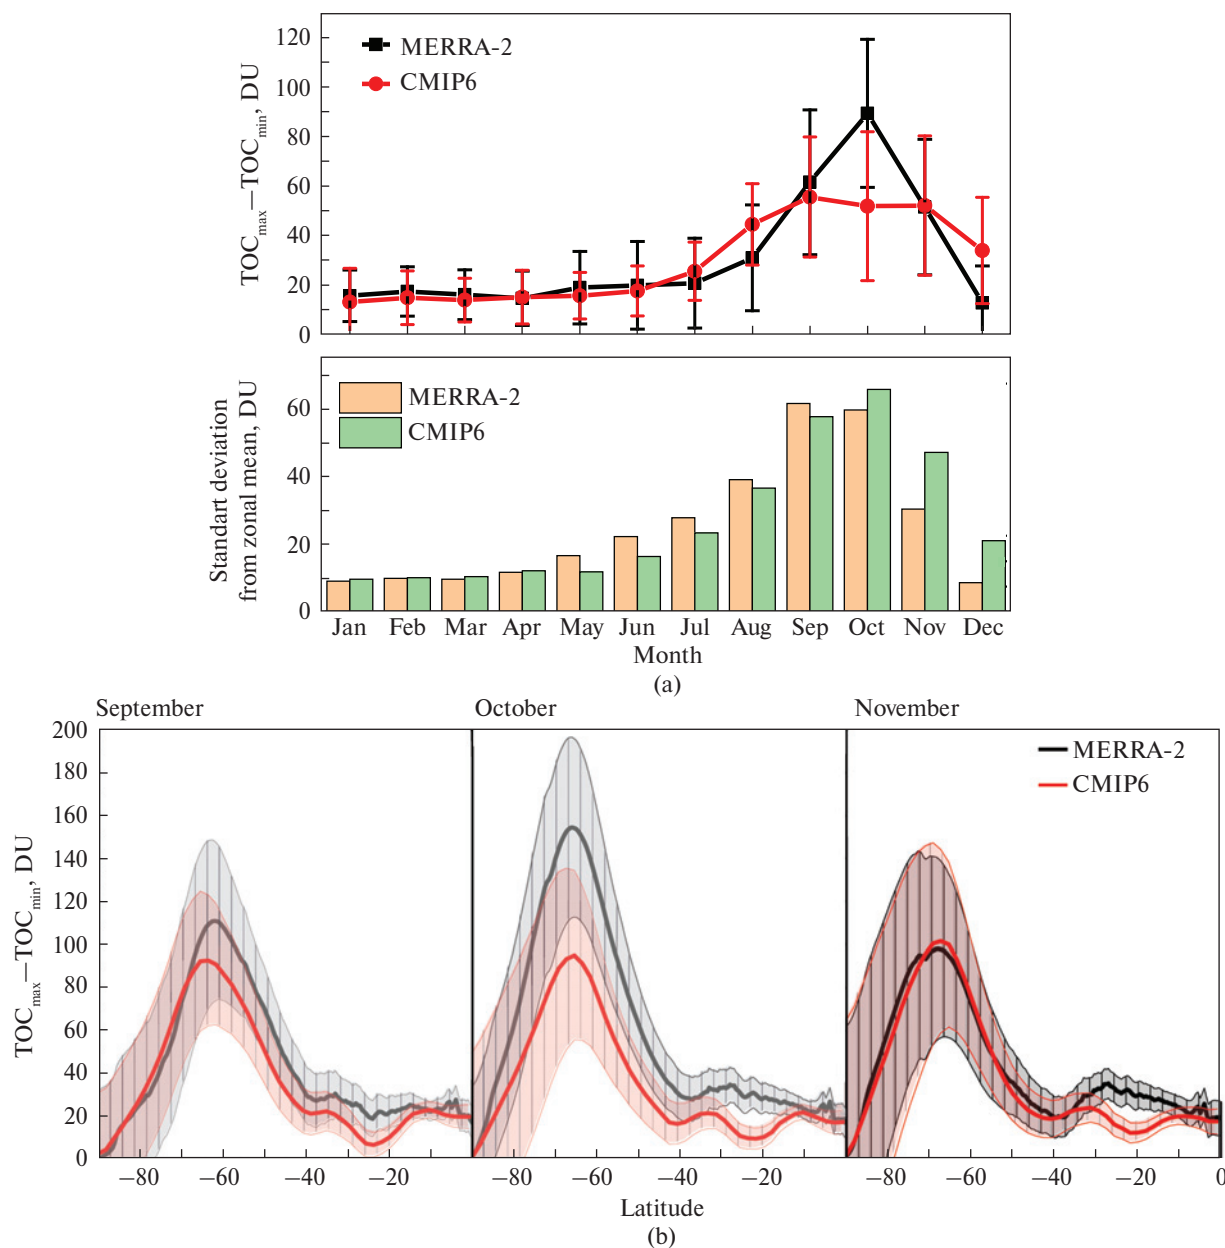 TOCmax—TOCmin, DU
120
100
80
60
40
20
0
MERRA-2
CMIP6
Standart deviation
from zonal mean, DU
60
40
20
0
MERRA-2
CMIP6
Jan Feb Mar Apr May Jun Jul Aug Sep Oct Nov Dec
Month
(a)
September October November
TOCmax—TOCmin, DU
200
180
160
140
120
100
80
60
40
20
0
MERRA-2
CMIP6
−80 −60 −40 −20 −80 −60 −40 −20 −80 −60 −40 −20 0
Latitude
(b)